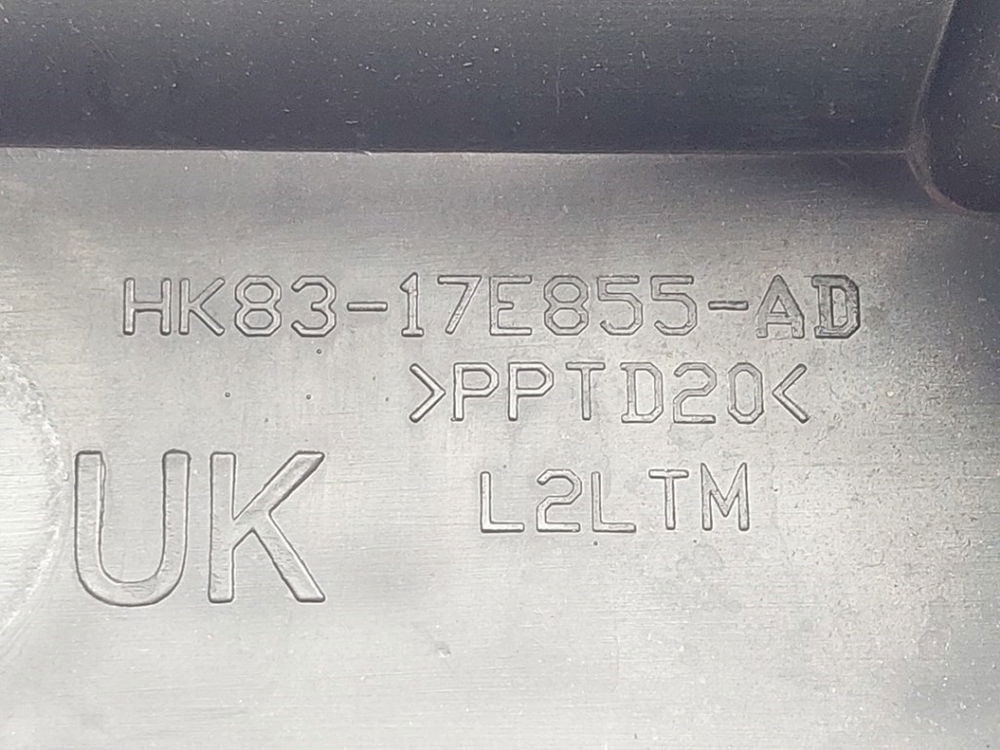 HK83-17E855-AD
>PPTD20<
UK
L2LTM